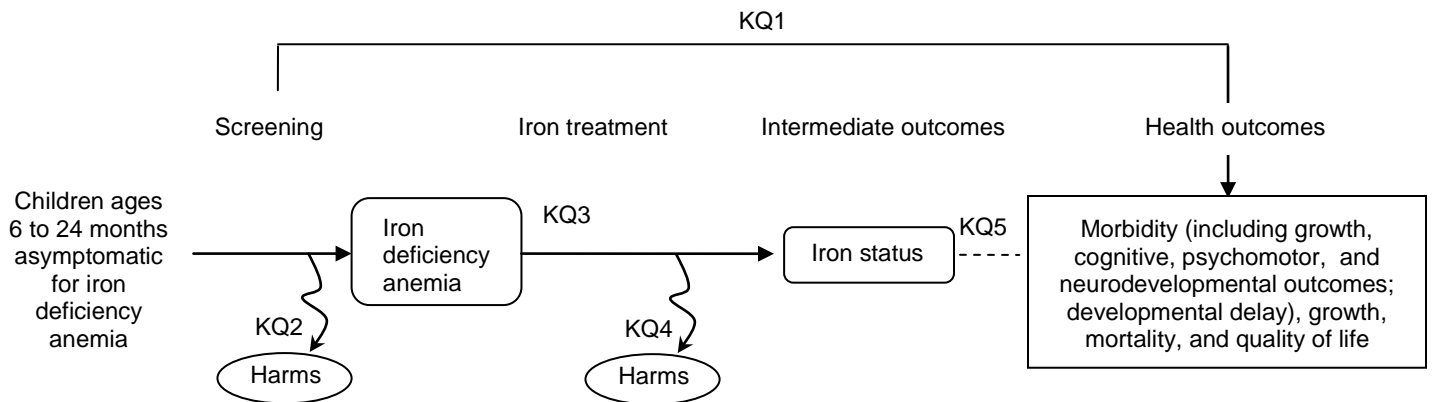 KQ1
Screening
Iron treatment
Intermediate outcomes
Health outcomes
Children ages
6 to 24 months
asymptomatic
for iron
deficiency
anemia
KQ2
Harms
Iron
deficiency
anemia
KQ3
KQ4
Harms
Iron status
KQ5
Morbidity (including growth,
cognitive, psychomotor, and
neurodevelopmental outcomes;
developmental delay), growth,
mortality, and quality of life